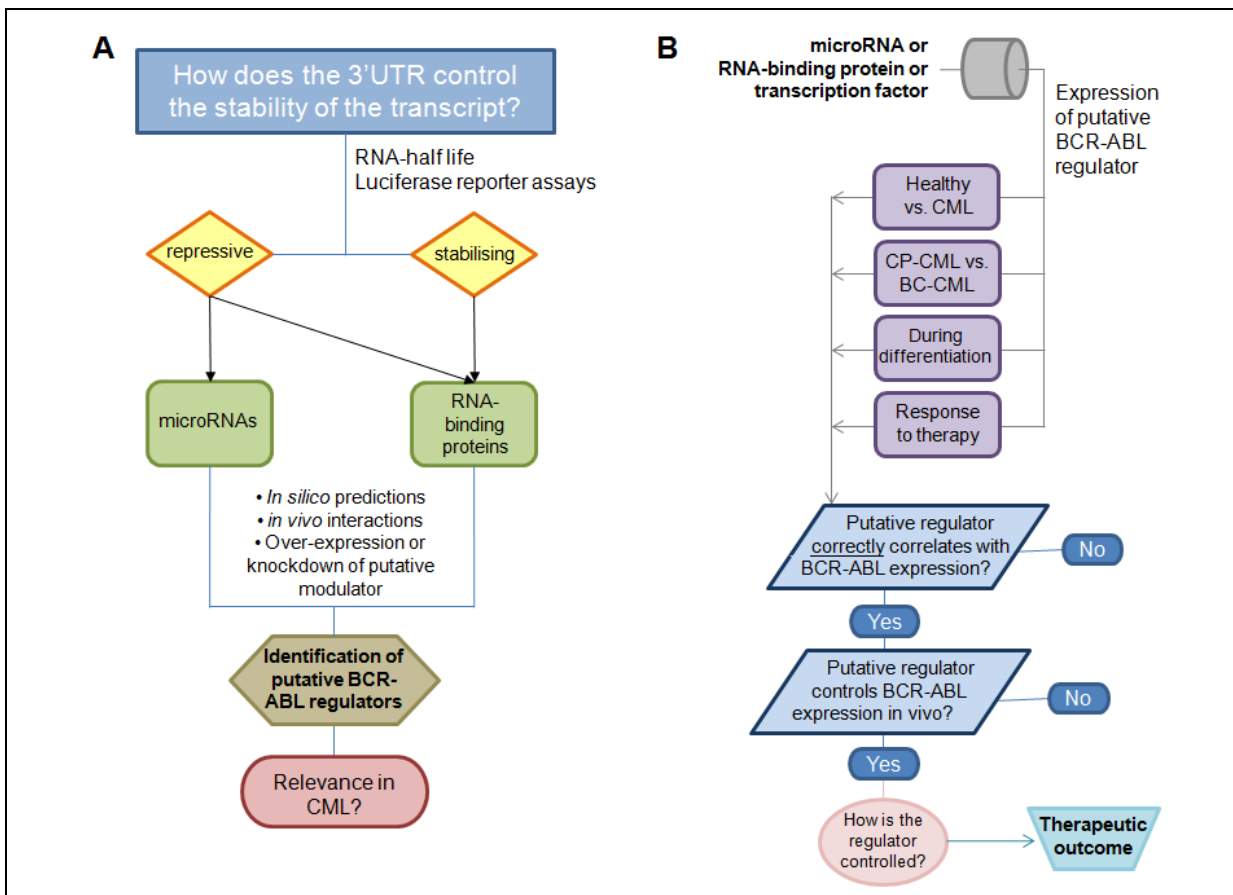 A
How does the 3’UTR control
the stability of the transcript?
RNA-half life
Luciferase reporter assays
repressive
stabilising
microRNAs
RNA-
binding
proteins
• In silico predictions
• in vivo interactions
• Over-expression or
knockdown of putative
modulator
Identification of
putative BCR-
ABL regulators
Relevance in
CML?
B
microRNA or
RNA-binding protein or
transcription factor
Expression
of putative
BCR-ABL
regulator
Healthy
vs. CML
CP-CML vs.
BC-CML
During
differentiation
Response
to therapy
Putative regulator
correctly correlates with
BCR-ABL expression?
No
Yes
Putative regulator
controls BCR-ABL
expression in vivo?
No
Yes
How is the
regulator
controlled?
Therapeutic
outcome